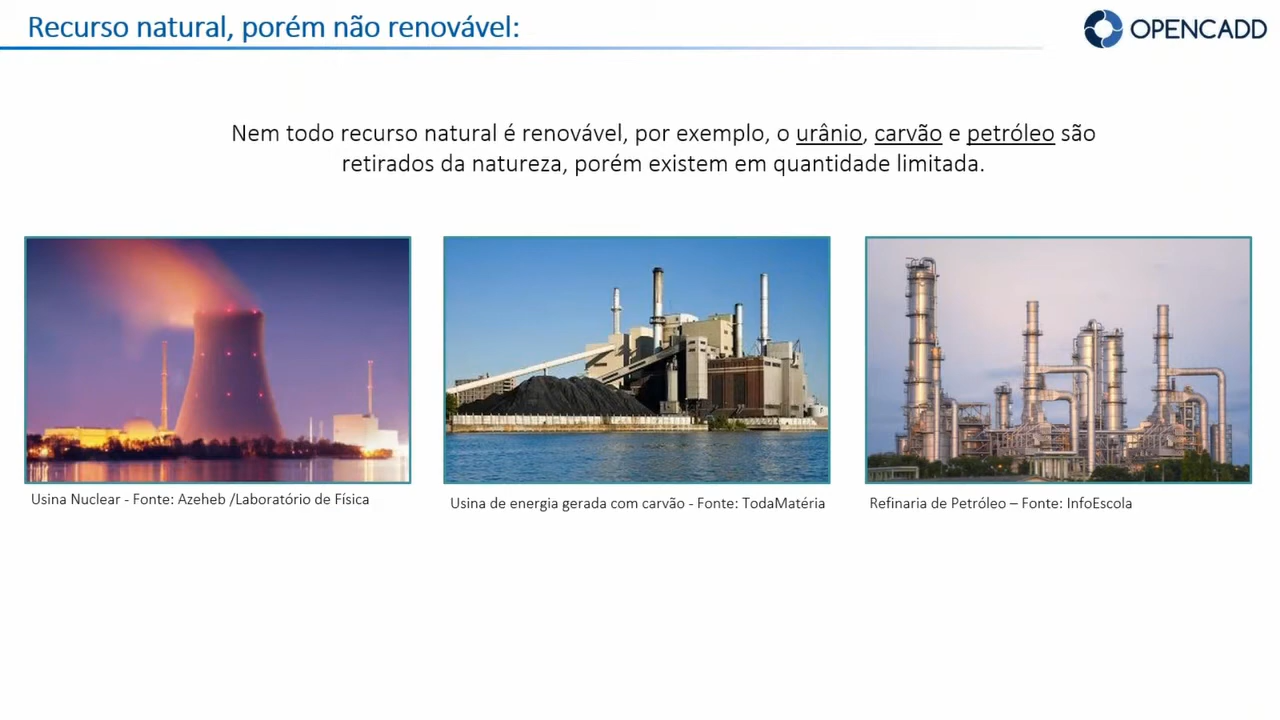 Recurso natural, porém não renovável:
OPENCADD
Nem todo recurso natural é renovável, por exemplo, o urânio, carvão e petróleo são
retirados da natureza, porém existem em quantidade limitada.
Usina Nuclear - Fonte: Azeheb /Laboratório de Física
Usina de energia gerada com carvão - Fonte: TodaMatéria
Refinaria de Petróleo – Fonte: InfoEscola